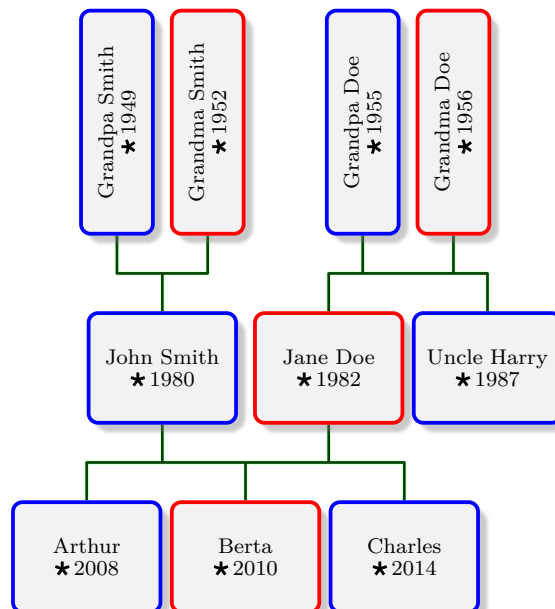 Grandpa Smith
★1949
Grandma Smith
★1952
Grandpa Doe
★1955
Grandma Doe
★1956
John Smith
★1980
Jane Doe
★1982
Uncle Harry
★1987
Arthur
★2008
Berta
★2010
Charles
★2014